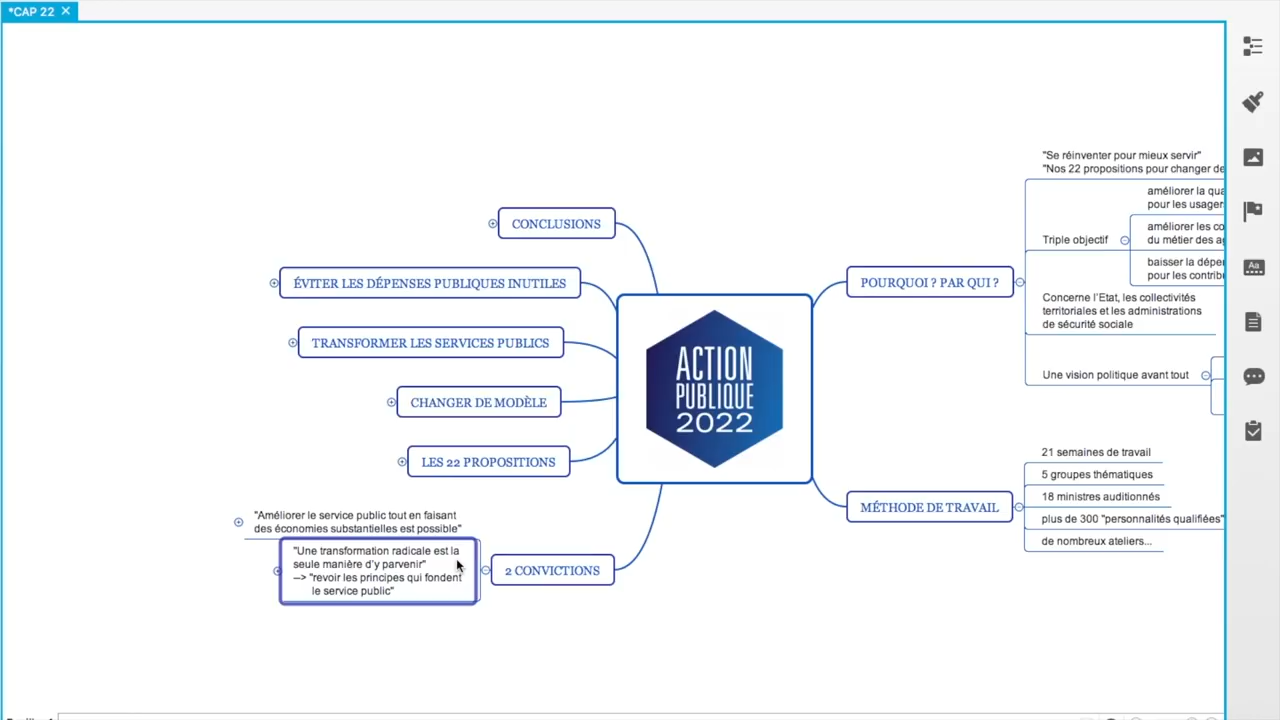 *CAP 22
CONCLUSIONS
ÉVITER LES DÉPENSES PUBLIQUES INUTILES
TRANSFORMER LES SERVICES PUBLICS
CHANGER DE MODÈLE
LES 22 PROPOSITIONS
"Améliorer le service public tout en faisant
des économies substantielles est possible"
"Une transformation radicale est la
seule manière d'y parvenir"
--> "revoir les principes qui fondent
le service public"
2 CONVICTIONS
ACTION
PUBLIQUE
2022
POURQUOI ? PAR QUI ?
"Se réinventer pour mieux servir"
"Nos 22 propositions pour changer de
Triple objectif
améliorer la qua
pour les usager
améliorer les co
du métier des ag
baisser la dépe
pour les contrib
Concerne l'Etat, les collectivités
territoriales et les administrations
de sécurité sociale
Une vision politique avant tout
MÉTHODE DE TRAVAIL
21 semaines de travail
5 groupes thématiques
18 ministres auditionnés
plus de 300 "personnalités qualifiées"
de nombreux ateliers...
Aa